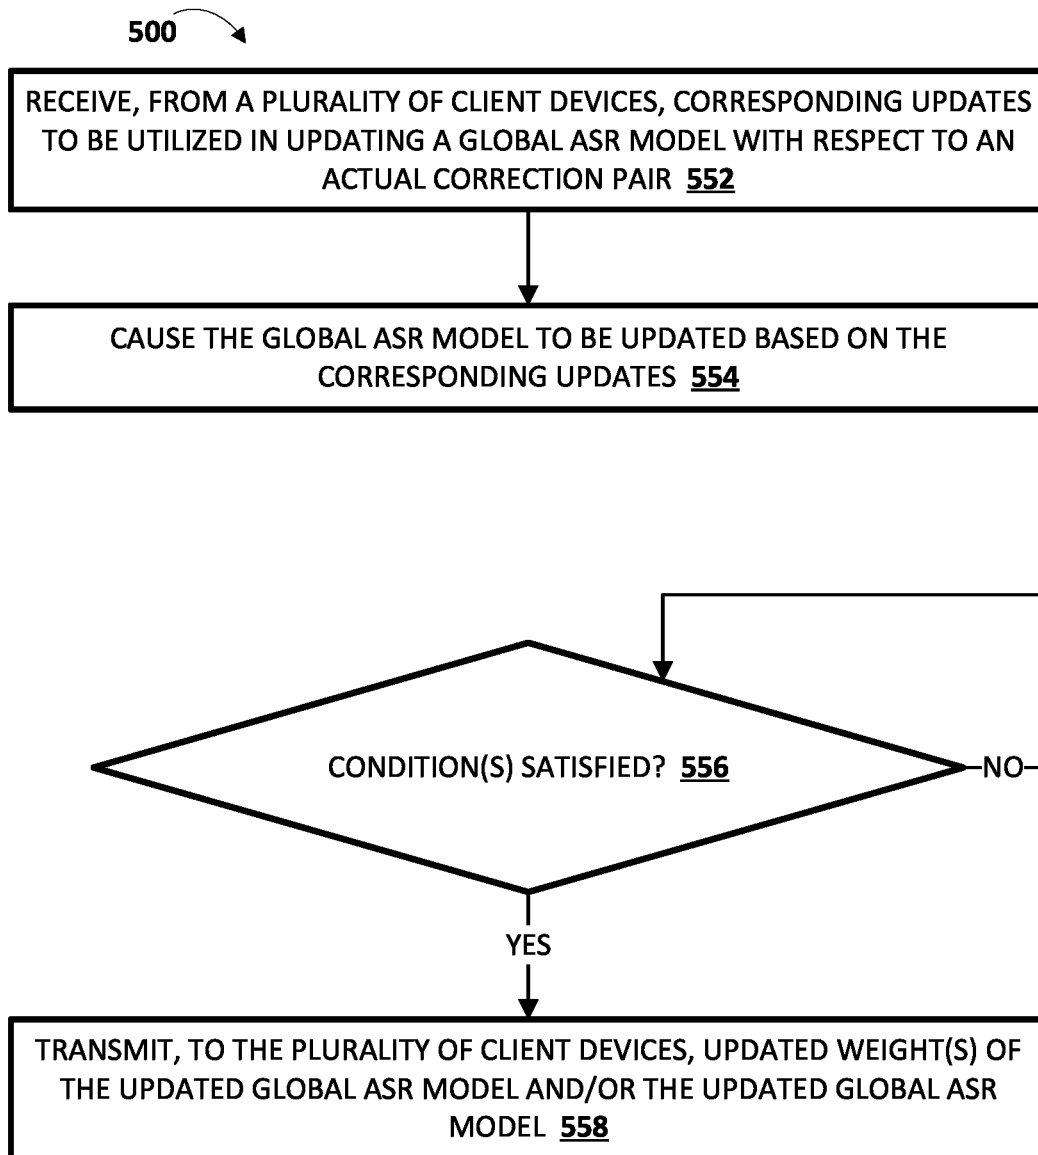 500
RECEIVE, FROM A PLURALITY OF CLIENT DEVICES, CORRESPONDING UPDATES
TO BE UTILIZED IN UPDATING A GLOBAL ASR MODEL WITH RESPECT TO AN
ACTUAL CORRECTION PAIR 552
CAUSE THE GLOBAL ASR MODEL TO BE UPDATED BASED ON THE
CORRESPONDING UPDATES 554
CONDITION(S) SATISFIED? 556
NO
YES
TRANSMIT, TO THE PLURALITY OF CLIENT DEVICES, UPDATED WEIGHT(S) OF
THE UPDATED GLOBAL ASR MODEL AND/OR THE UPDATED GLOBAL ASR
MODEL 558